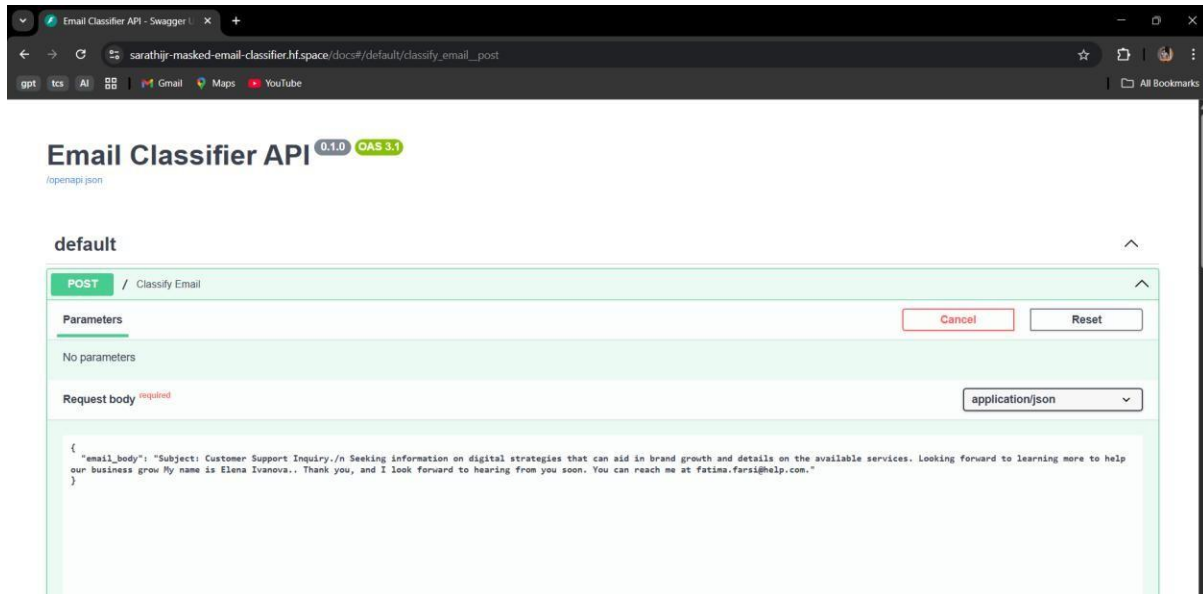 Email Classifier API - Swagger U
sarathijr-masked-email-classifier.hf.space/docs#/default/classify_email__post
gpt tcs AI Gmail Maps YouTube All Bookmarks
Email Classifier API 0.1.0 OAS 3.1
/openapi.json
default
POST / Classify Email
Parameters Cancel Reset
No parameters
Request body required application/json
{
"email_body": "Subject: Customer Support Inquiry./n Seeking information on digital strategies that can aid in brand growth and details on the available services. Looking forward to learning more to help
our business grow My name is Elena Ivanova.. Thank you, and I look forward to hearing from you soon. You can reach me at fatima.farsi@help.com."
}